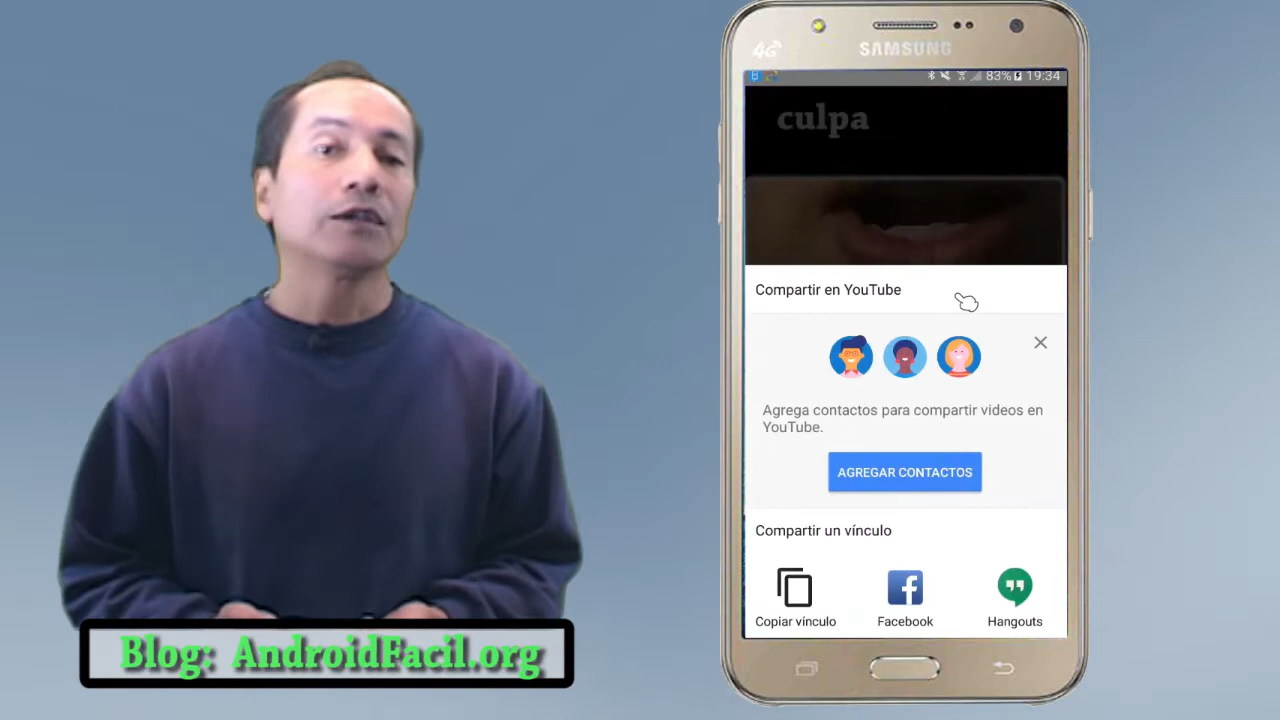 4G
SAMSUNG
83% 19:34
culpa
Compartir en YouTube
Agrega contactos para compartir videos en
YouTube.
AGREGAR CONTACTOS
Compartir un vínculo
Copiar vínculo
Facebook
Hangouts
Blog: AndroidFacil.org